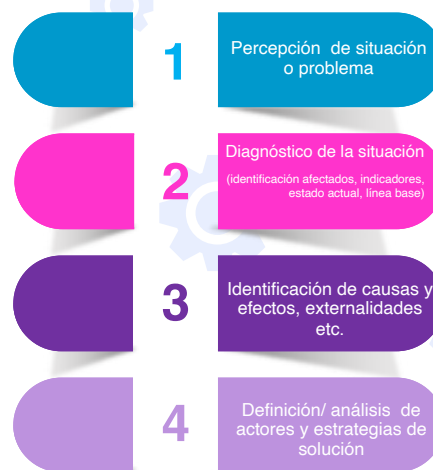 1
Percepción de situación
o problema
2
Diagnóstico de la situación
(identificación afectados, indicadores,
estado actual, línea base)
3
Identificación de causas y
efectos, externalidades
etc.
4
Definición/ análisis de
actores y estrategias de
solución